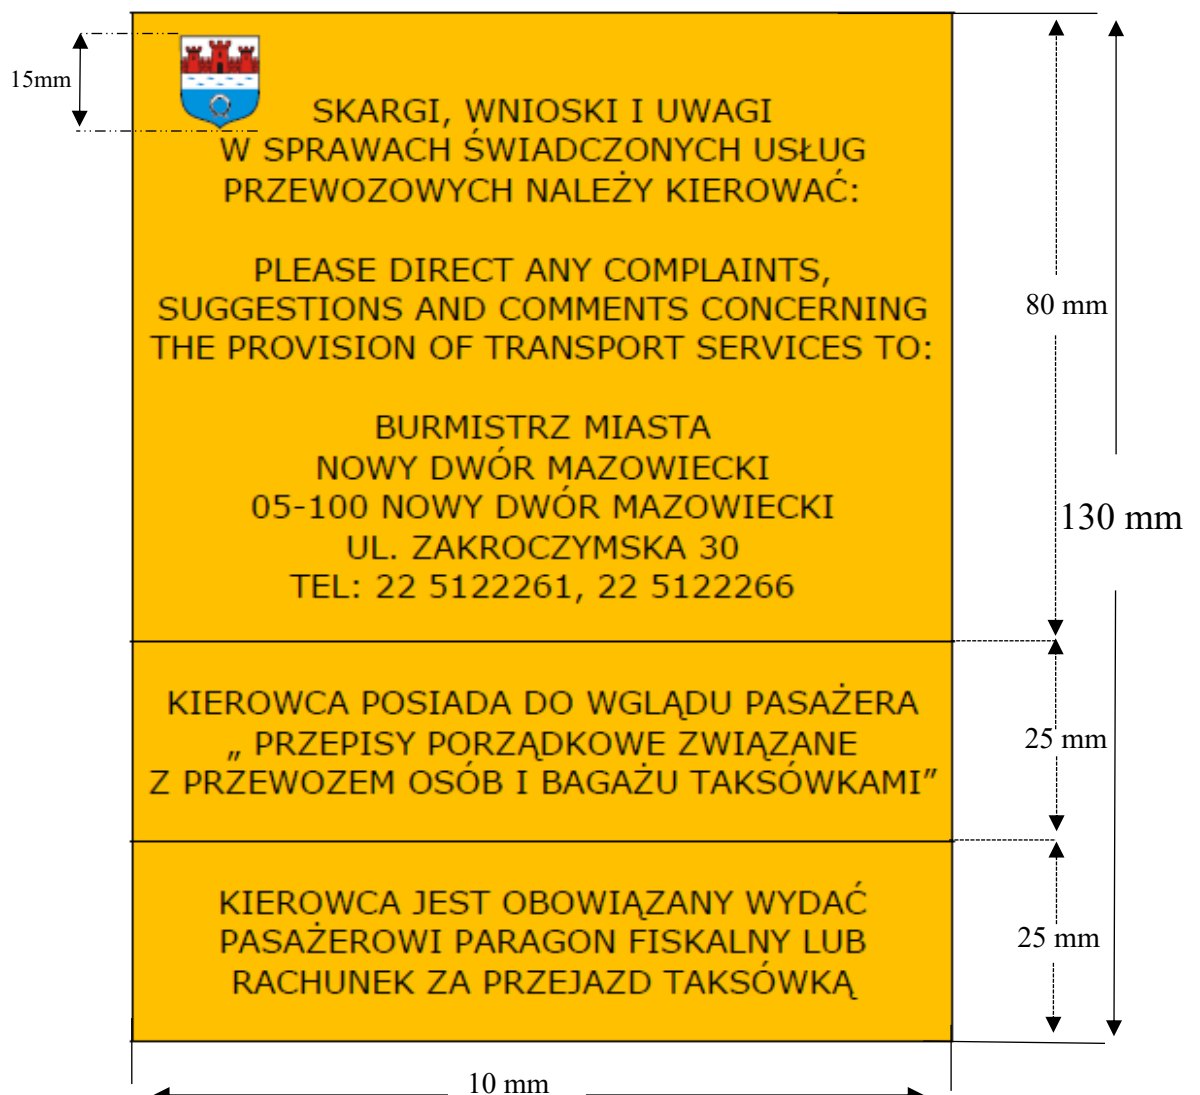 15mm
SKARGI, WNIOSKI I UWAGI
W SPRAWACH ŚWIADCZONYCH USŁUG
PRZEWOZOWYCH NALEŻY KIEROWAĆ:
PLEASE DIRECT ANY COMPLAINTS,
SUGGESTIONS AND COMMENTS CONCERNING
THE PROVISION OF TRANSPORT SERVICES TO:
BURMISTRZ MIASTA
NOWY DWÓR MAZOWIECKI
05-100 NOWY DWÓR MAZOWIECKI
UL. ZAKROCZYMSKA 30
TEL: 22 5122261, 22 5122266
80 mm
130 mm
KIEROWCA POSIADA DO WGLĄDU PASAŻERA
„ PRZEPISY PORZĄDKOWE ZWIĄZANE
Z PRZEWOZEM OSÓB I BAGAŻU TAKSÓWKAMI”
25 mm
KIEROWCA JEST OBOWIĄZANY WYDAĆ
PASAŻEROWI PARAGON FISKALNY LUB
RACHUNEK ZA PRZEJAZD TAKSÓWKĄ
25 mm
10 mm